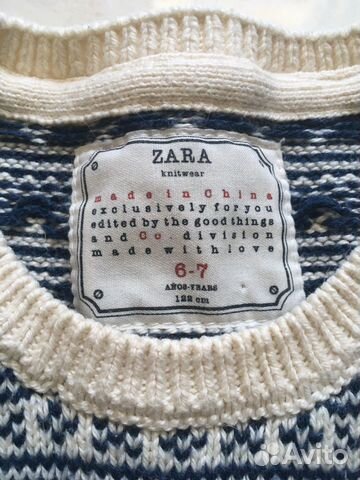 ZARA
knitwear
made in China
exclusively for you
edited by the good things
and Co. division
made with love
6-7
AÑOS-YEARS
122 cm
Avito